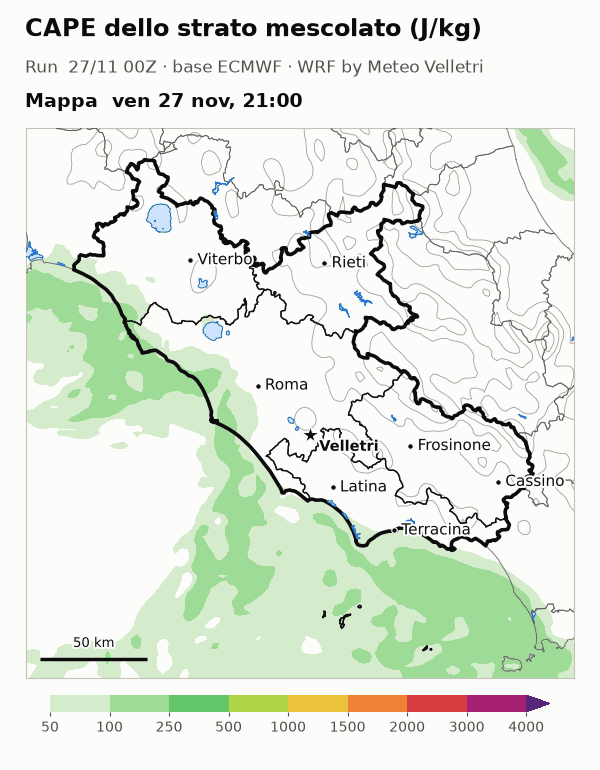 CAPE dello strato mescolato (J/kg)
Run  27/11 00Z · base ECMWF · WRF by Meteo Velletri
Mappa  ven 27 nov, 21:00
Viterbo
Rieti
Roma
Velletri
Frosinone
Cassino
Latina
Terracina
50 km
50 100 250 500 1000 1500 2000 3000 4000